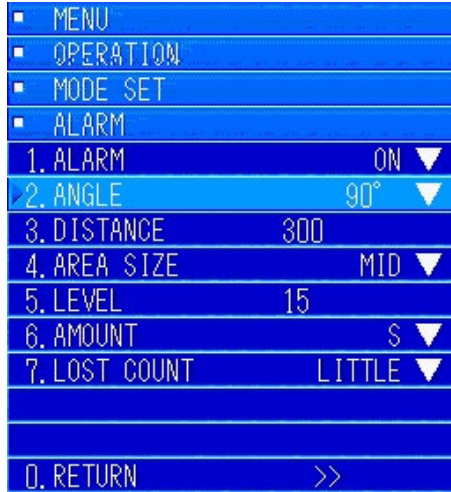 MENU
OPERATION
MODE SET
ALARM
1. ALARM ON ▼
2. ANGLE 90° ▼
3. DISTANCE 300
4. AREA SIZE MID ▼
5. LEVEL 15
6. AMOUNT S ▼
7. LOST COUNT LITTLE ▼
0. RETURN >>